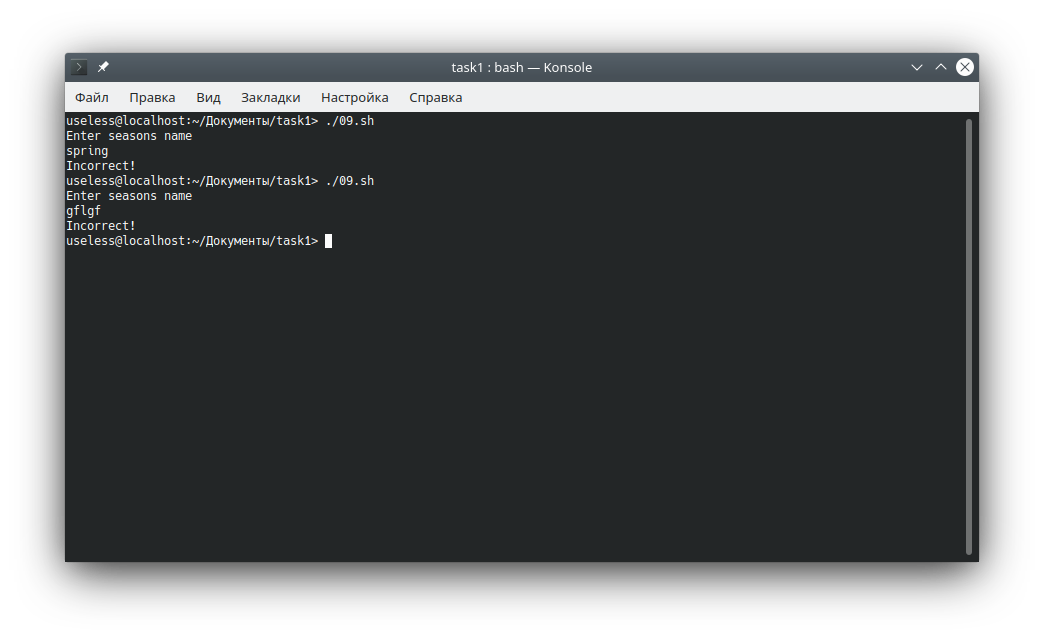 task1 : bash — Konsole
Файл Правка Вид Закладки Настройка Справка
useless@localhost:~/Документы/task1> ./09.sh
Enter seasons name
spring
Incorrect!
useless@localhost:~/Документы/task1> ./09.sh
Enter seasons name
gflgf
Incorrect!
useless@localhost:~/Документы/task1>